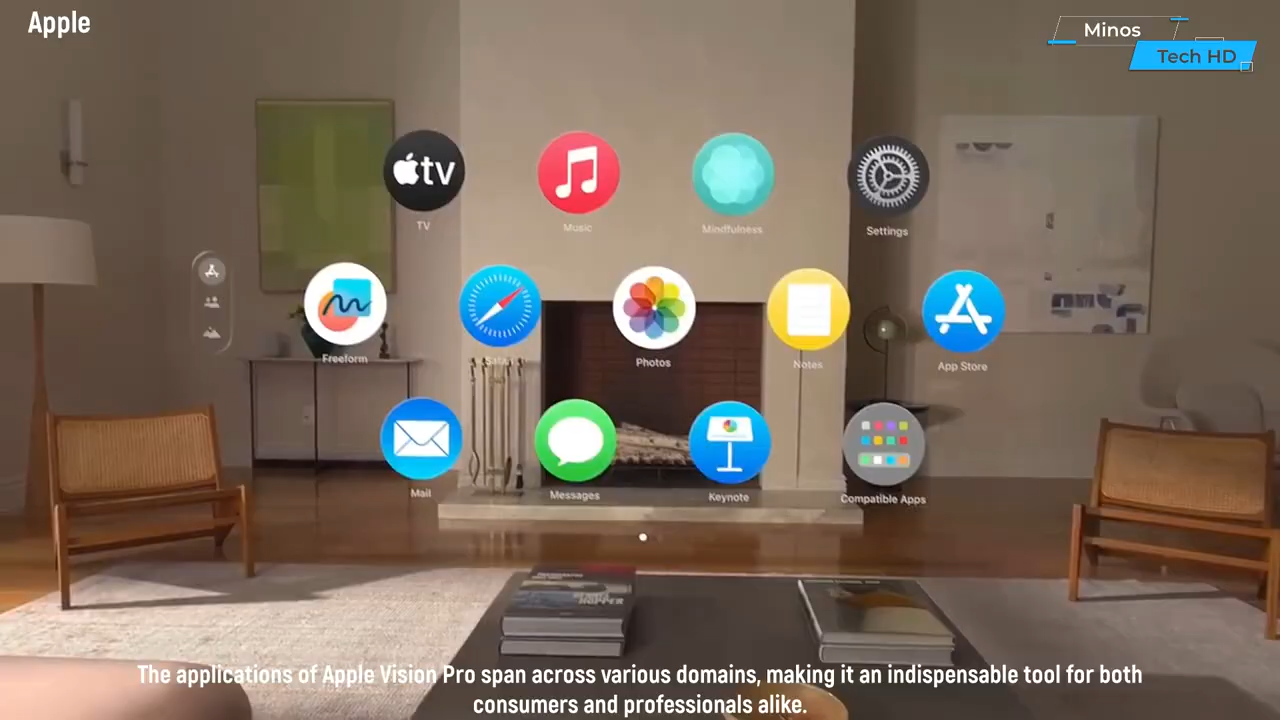 Apple
Minos
Tech HD
tv
TV
Music
Mindfulness
Settings
Freeform
Safari
Photos
Notes
App Store
Mail
Messages
Keynote
Compatible Apps
The applications of Apple Vision Pro span across various domains, making it an indispensable tool for both
consumers and professionals alike.